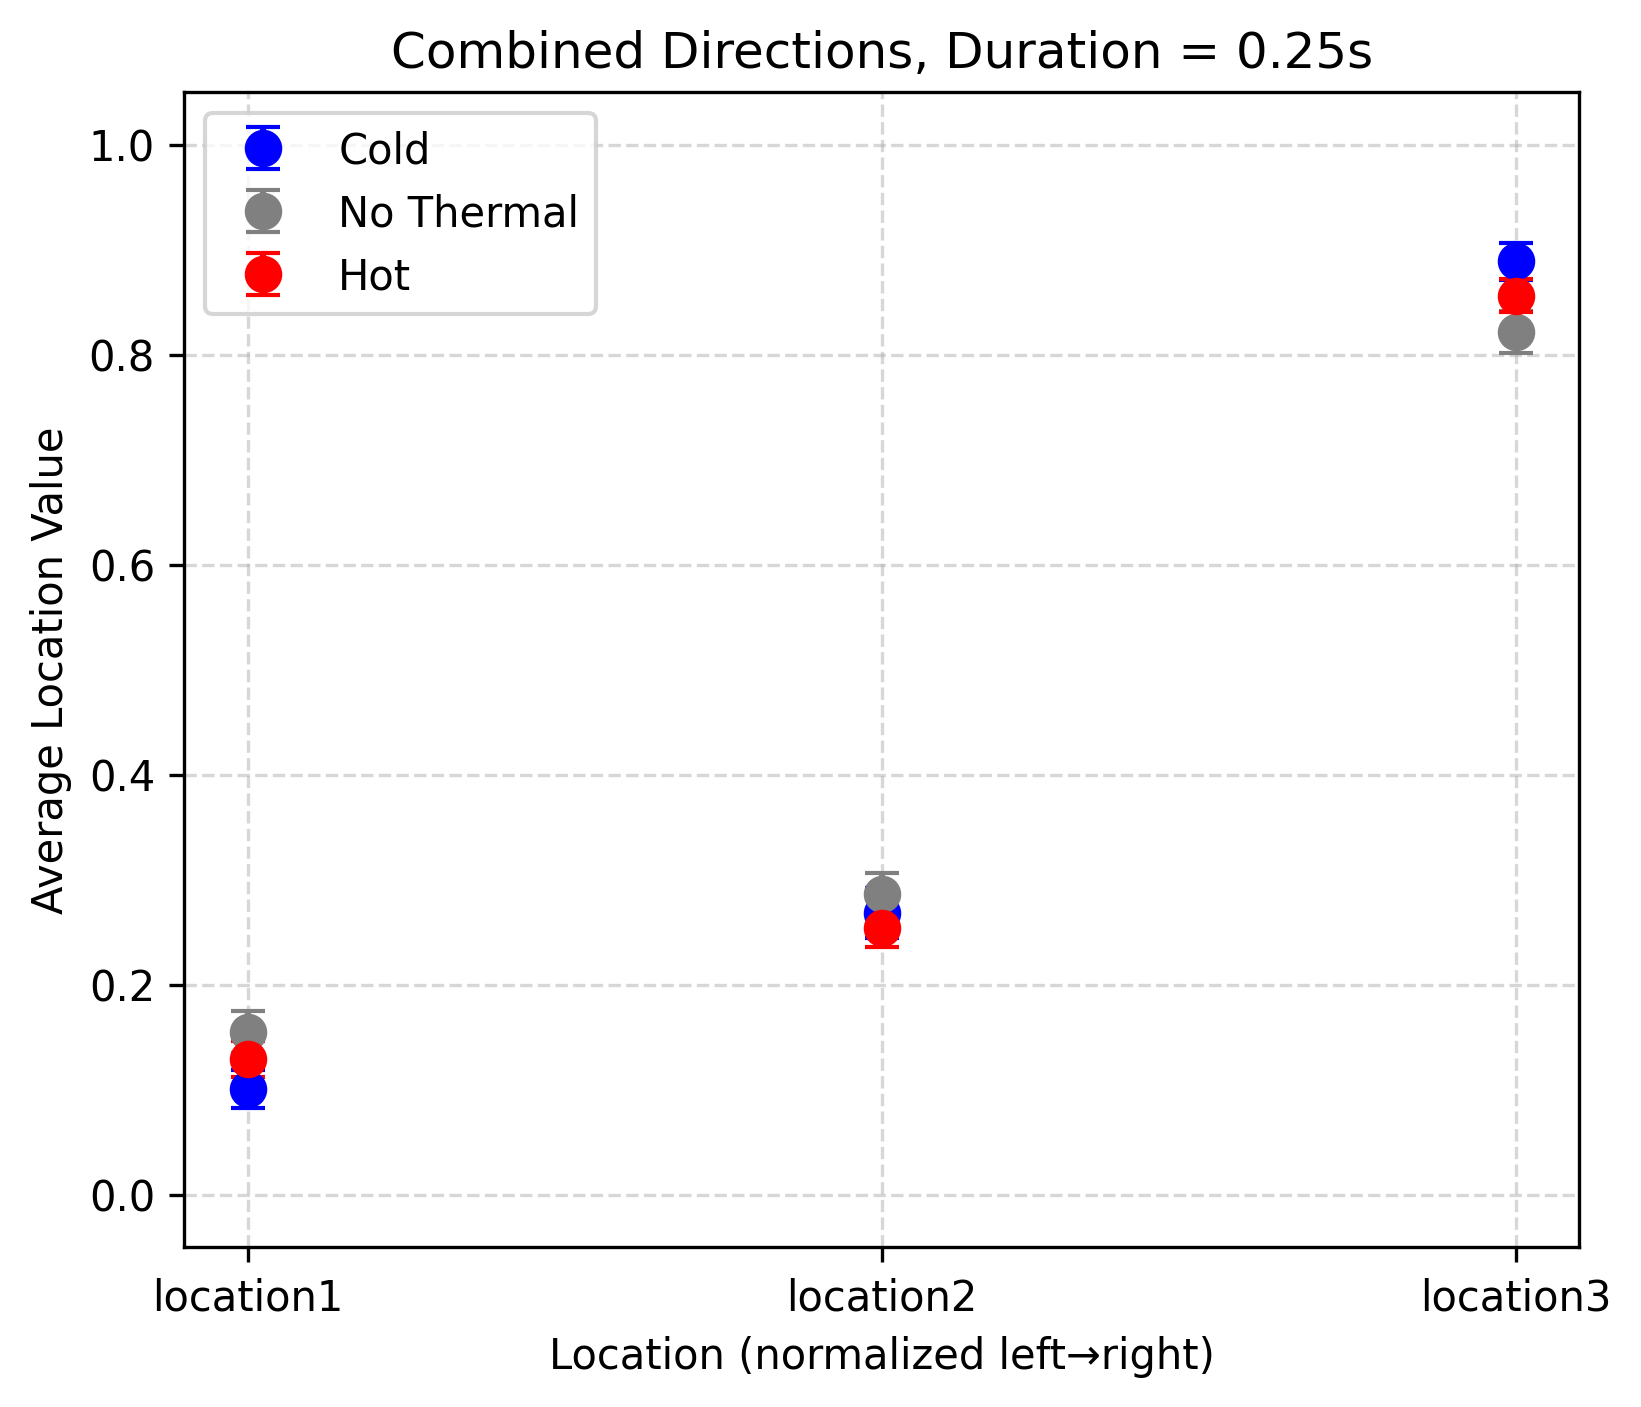 Combined Directions, Duration = 0.25s
Cold
No Thermal
Hot
1.0
0.8
0.6
0.4
0.2
0.0
Average Location Value
location1
location2
location3
Location (normalized left→right)